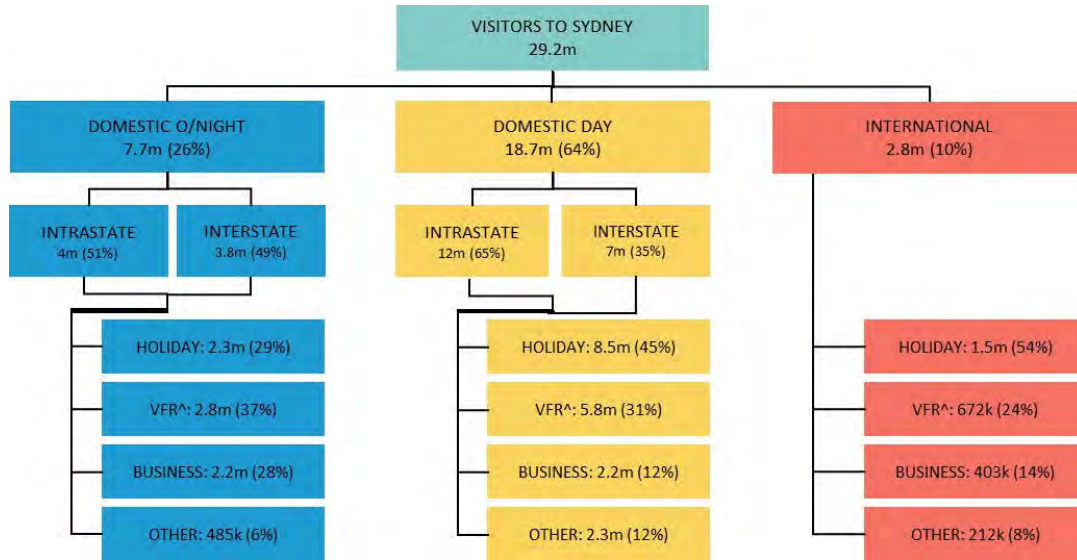 VISITORS TO SYDNEY
29.2m
DOMESTIC O/NIGHT
7.7m (26%)
DOMESTIC DAY
18.7m (64%)
INTERNATIONAL
2.8m (10%)
INTRASTATE
4m (51%)
INTERSTATE
3.8m (49%)
INTRASTATE
12m (65%)
INTERSTATE
7m (35%)
HOLIDAY: 2.3m (29%)
VFR^: 2.8m (37%)
BUSINESS: 2.2m (28%)
OTHER: 485k (6%)
HOLIDAY: 8.5m (45%)
VFR^: 5.8m (31%)
BUSINESS: 2.2m (12%)
OTHER: 2.3m (12%)
HOLIDAY: 1.5m (54%)
VFR^: 672k (24%)
BUSINESS: 403k (14%)
OTHER: 212k (8%)